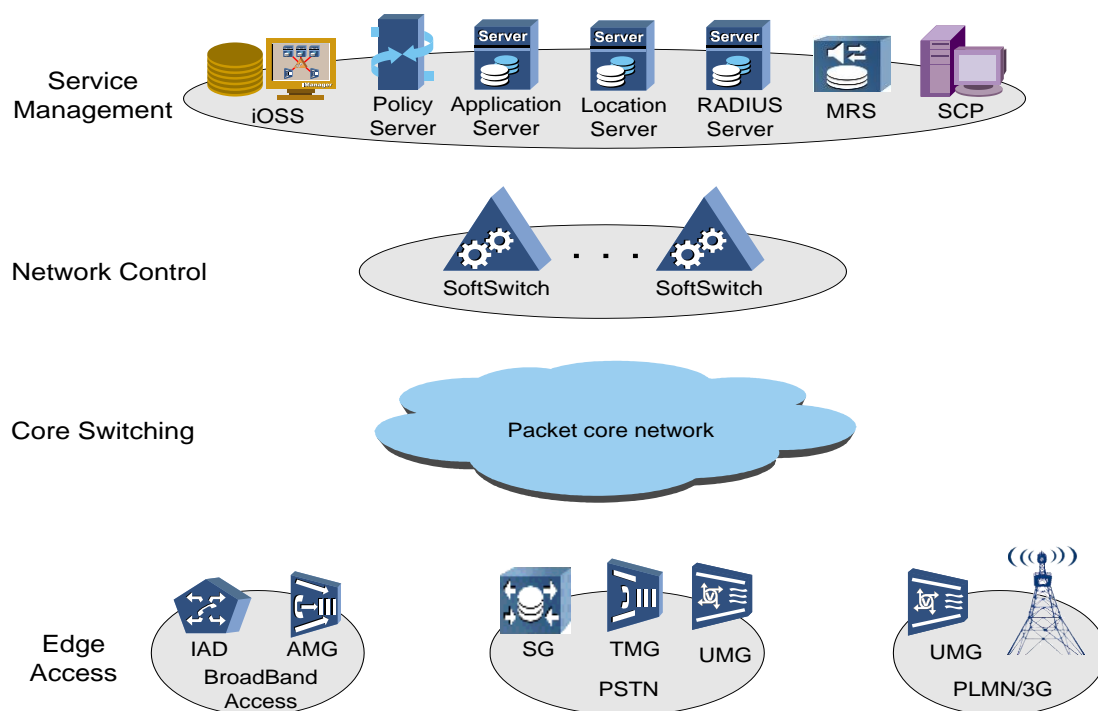 Service
Management
Server
Server
Server
iManager
iOSS
Policy
Server
Application
Server
Location
Server
RADIUS
Server
MRS
SCP
Network Control
SoftSwitch
. . .
SoftSwitch
Core Switching
Packet core network
Edge
Access
IAD
AMG
BroadBand
Access
SG
TMG
UMG
PSTN
UMG
PLMN/3G